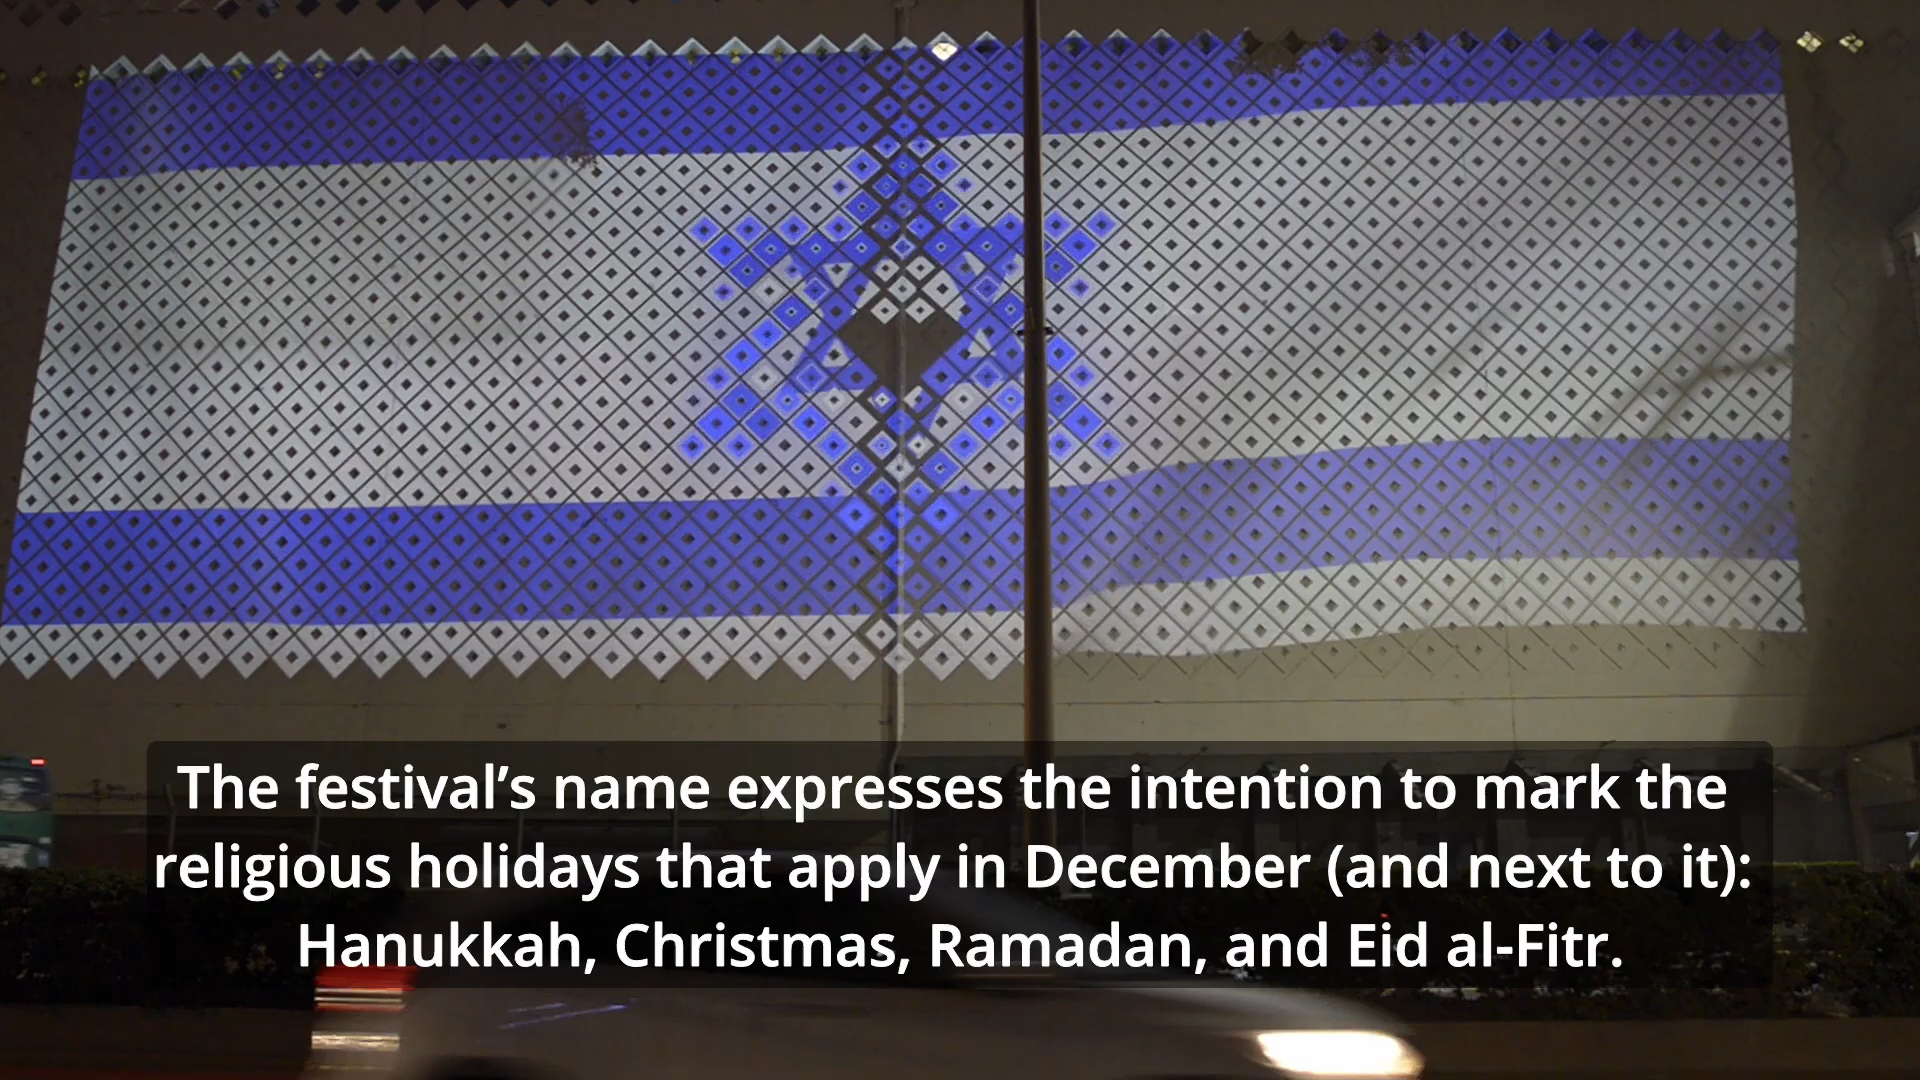 The festival’s name expresses the intention to mark the
religious holidays that apply in December (and next to it):
Hanukkah, Christmas, Ramadan, and Eid al-Fitr.